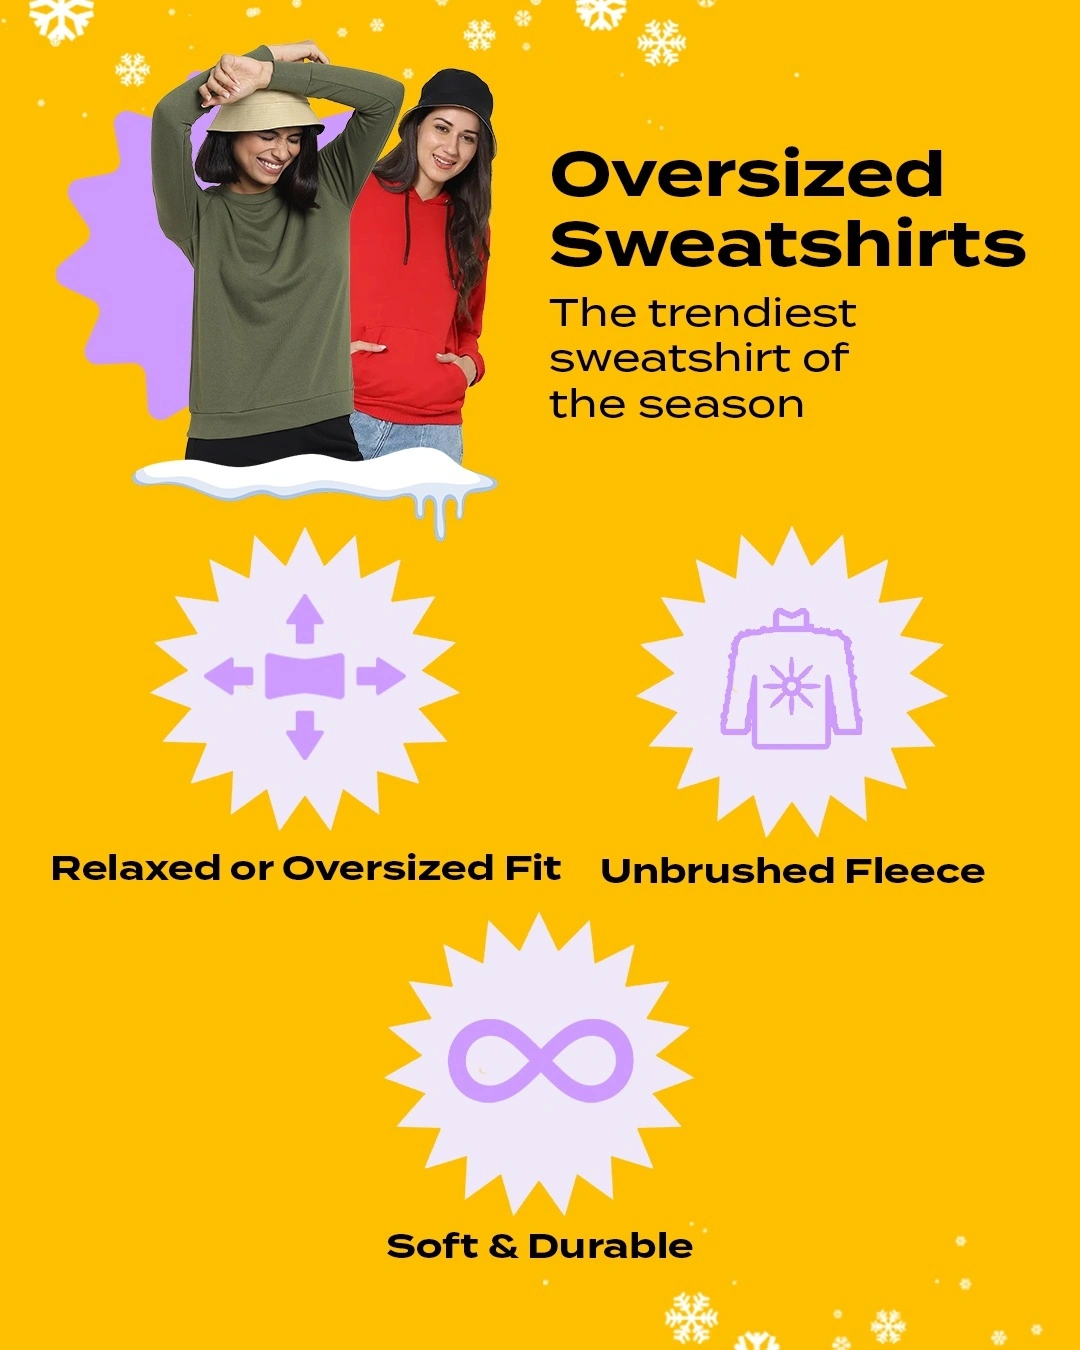 Oversized
Sweatshirts
The trendiest
sweatshirt of
the season
Relaxed or Oversized Fit
Unbrushed Fleece
Soft & Durable